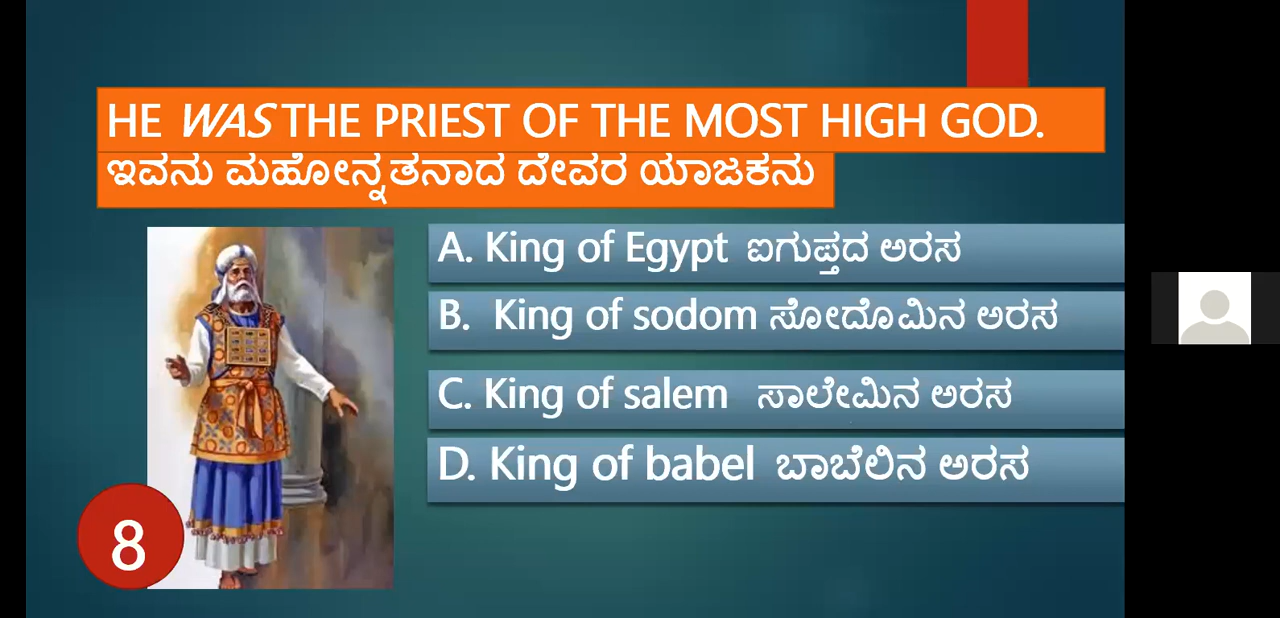 HE WAS THE PRIEST OF THE MOST HIGH GOD.
ಇವನು ಮಹೋನ್ನತನಾದ ದೇವರ ಯಾಜಕನು
A. King of Egypt ಐಗುಪ್ತದ ಅರಸ
B. King of sodom ಸೋದೊಮಿನ ಅರಸ
C. King of salem ಸಾಲೇಮಿನ ಅರಸ
D. King of babel ಬಾಬೆಲಿನ ಅರಸ
8